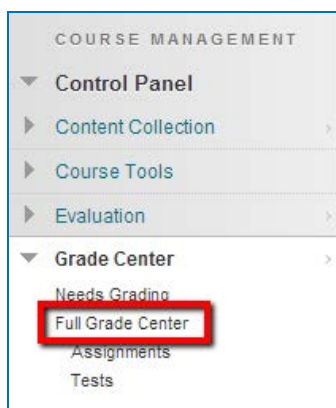 COURSE MANAGEMENT
Control Panel
Content Collection
Course Tools
Evaluation
Grade Center
Needs Grading
Full Grade Center
Assignments
Tests